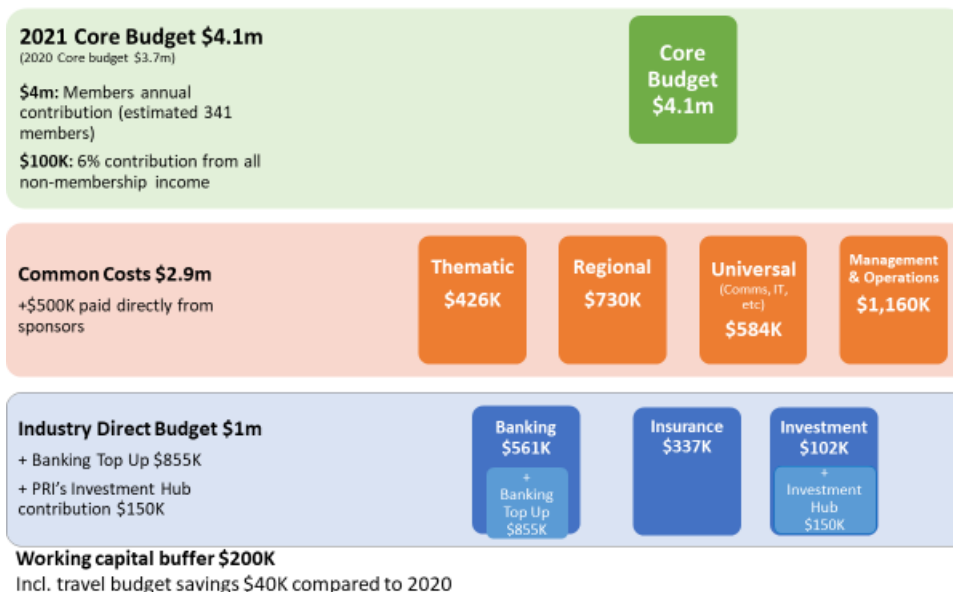 2021 Core Budget $4.1m
(2020 Core budget $3.7m)
$4m: Members annual
contribution (estimated 341
members)
$100K: 6% contribution from all
non-membership income
Core
Budget
$4.1m
Common Costs $2.9m
+$500K paid directly from
sponsors
Thematic
$426K
Regional
$730K
Universal
(Comms, IT,
etc)
$584K
Management
& Operations
$1,160K
Industry Direct Budget $1m
+ Banking Top Up $855K
+ PRI's Investment Hub
contribution $150K
Banking
$561K
+
Banking
Top Up
$855K
Insurance
$337K
Investment
$102K
+
Investment
Hub
$150K
Working capital buffer $200K
Incl. travel budget savings $40K compared to 2020